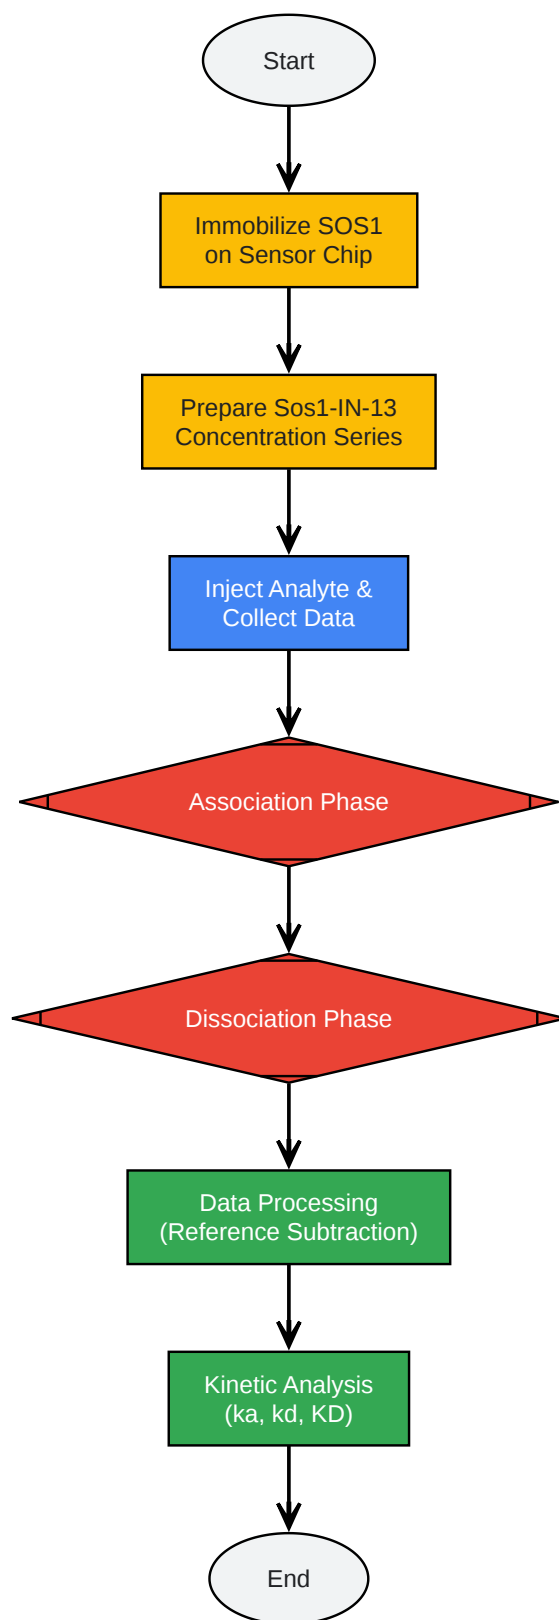 Start
Immobilize SOS1
on Sensor Chip
Prepare Sos1-IN-13
Concentration Series
Inject Analyte &
Collect Data
Association Phase
Dissociation Phase
Data Processing
(Reference Subtraction)
Kinetic Analysis
(ka, kd, KD)
End